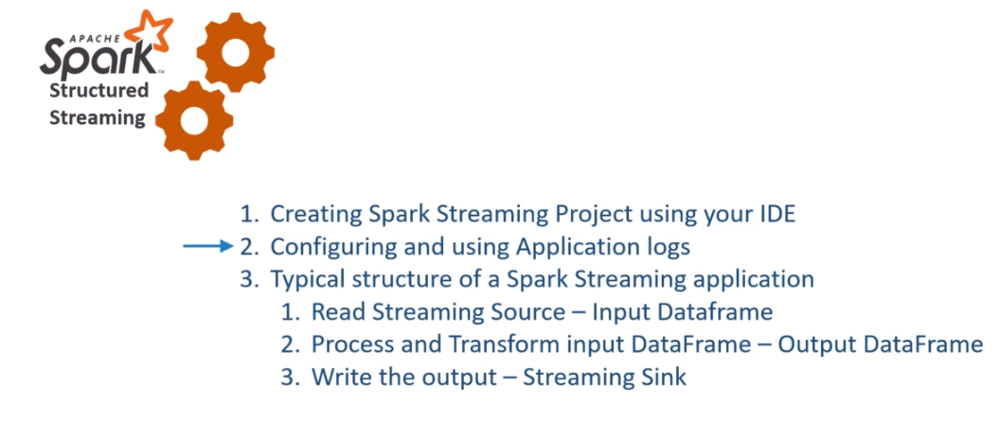 APACHE
Spark™
Structured
Streaming
1. Creating Spark Streaming Project using your IDE
2. Configuring and using Application logs
3. Typical structure of a Spark Streaming application
1. Read Streaming Source – Input Dataframe
2. Process and Transform input DataFrame – Output DataFrame
3. Write the output – Streaming Sink